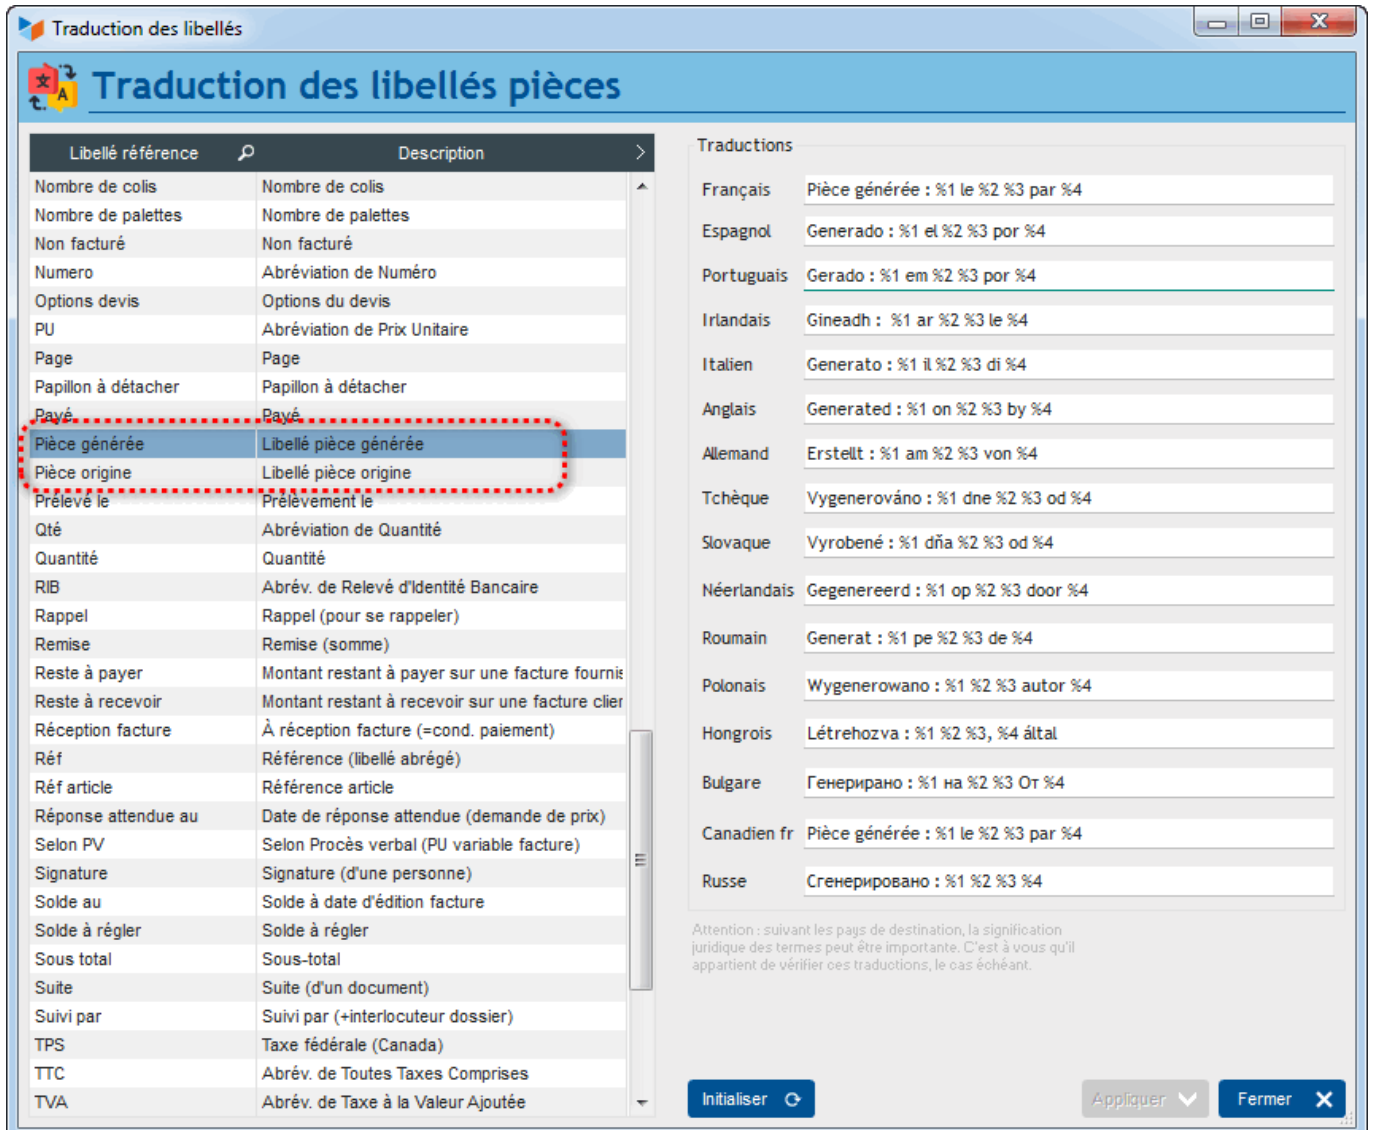 Traduction des libellés
Traduction des libellés pièces
Libellé référence Description
Nombre de colis Nombre de colis
Nombre de palettes Nombre de palettes
Non facturé Non facturé
Numero Abréviation de Numéro
Options devis Options du devis
PU Abréviation de Prix Unitaire
Page Page
Papillon à détacher Papillon à détacher
Payé Payé
Pièce générée Libellé pièce générée
Pièce origine Libellé pièce origine
Prélevé le Prélèvement le
Qté Abréviation de Quantité
Quantité Quantité
RIB Abrév. de Relevé d'Identité Bancaire
Rappel Rappel (pour se rappeler)
Remise Remise (somme)
Reste à payer Montant restant à payer sur une facture fournis
Reste à recevoir Montant restant à recevoir sur une facture clier
Réception facture À réception facture (=cond. paiement)
Réf Référence (libellé abrégé)
Réf article Référence article
Réponse attendue au Date de réponse attendue (demande de prix)
Selon PV Selon Procès verbal (PU variable facture)
Signature Signature (d'une personne)
Solde au Solde à date d'édition facture
Solde à régler Solde à régler
Sous total Sous-total
Suite Suite (d'un document)
Suivi par Suivi par (+interlocuteur dossier)
TPS Taxe fédérale (Canada)
TTC Abrév. de Toutes Taxes Comprises
TVA Abrév. de Taxe à la Valeur Ajoutée
Traductions
Français Pièce générée : %1 le %2 %3 par %4
Espagnol Generado : %1 el %2 %3 por %4
Portuguais Gerado : %1 em %2 %3 por %4
Irlandais Gineadh : %1 ar %2 %3 le %4
Italien Generato : %1 il %2 %3 di %4
Anglais Generated : %1 on %2 %3 by %4
Allemand Erstellt : %1 am %2 %3 von %4
Tchèque Vygenerováno : %1 dne %2 %3 od %4
Slovaque Vyrobené : %1 dňa %2 %3 od %4
Néerlandais Gegenereerd : %1 op %2 %3 door %4
Roumain Generat : %1 pe %2 %3 de %4
Polonais Wygenerowano : %1 %2 %3 autor %4
Hongrois Létrehozva : %1 %2 %3, %4 által
Bulgare Генерирано : %1 на %2 %3 От %4
Canadien fr Pièce générée : %1 le %2 %3 par %4
Russe Сгенерировано : %1 %2 %3 %4
Attention : suivant les pays de destination, la signification
juridique des termes peut être importante. C'est à vous qu'il
appartient de vérifier ces traductions, le cas échéant.
Initialiser Appliquer Fermer